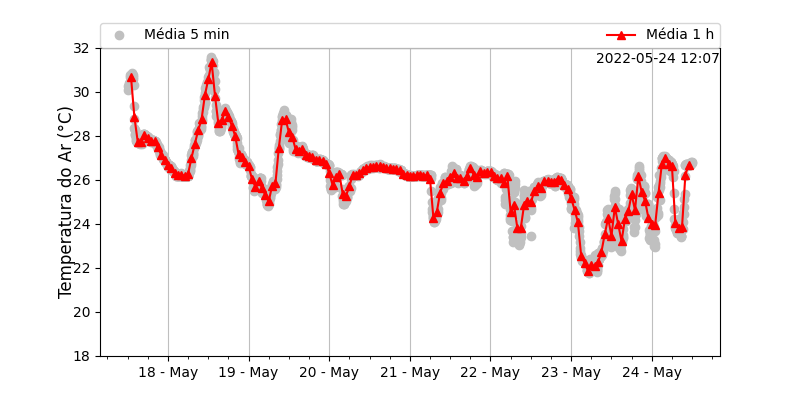 Média 5 min
Média 1 h
2022-05-24 12:07
Temperatura do Ar (°C)
32
30
28
26
24
22
20
18
18 - May
19 - May
20 - May
21 - May
22 - May
23 - May
24 - May